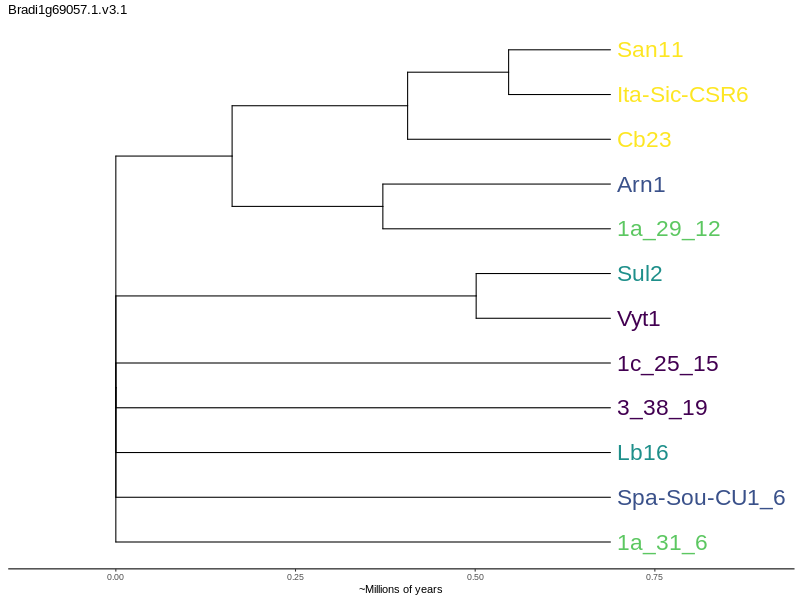 Bradi1g69057.1.v3.1
San11
Ita-Sic-CSR6
Cb23
Arn1
1a_29_12
Sul2
Vyt1
1c_25_15
3_38_19
Lb16
Spa-Sou-CU1_6
1a_31_6
0.00 0.25 0.50 0.75
~Millions of years